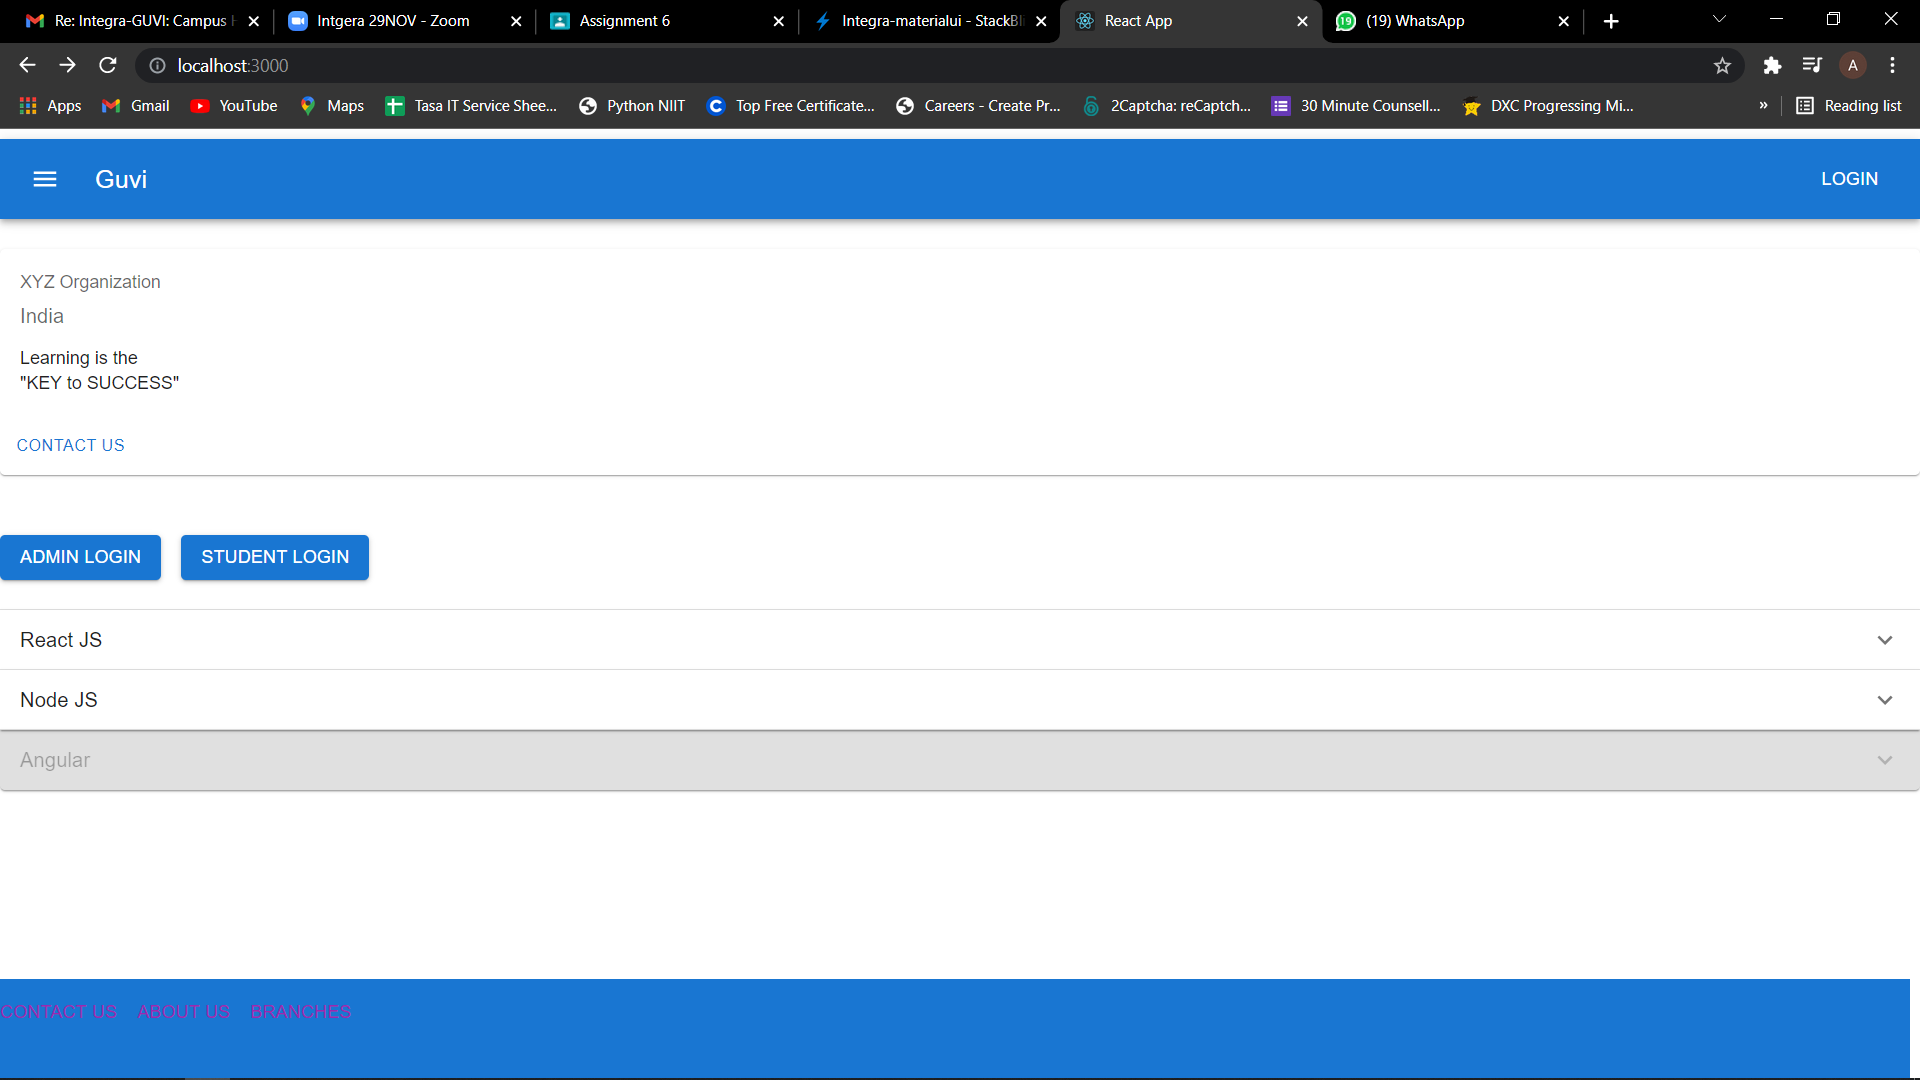 Re: Integra-GUVI: Campus Intgera 29NOV - Zoom Assignment 6 Integra-materialui - StackBli React App (19) WhatsApp
localhost:3000 A
Apps Gmail YouTube Maps Tasa IT Service Shee... Python NIIT Top Free Certificate... Careers - Create Pr... 2Captcha: reCaptch... 30 Minute Counsell... DXC Progressing Mi... » Reading list
Guvi LOGIN
XYZ Organization
India
Learning is the
"KEY to SUCCESS"
CONTACT US
ADMIN LOGIN STUDENT LOGIN
React JS
Node JS
Angular
CONTACT US ABOUT US BRANCHES